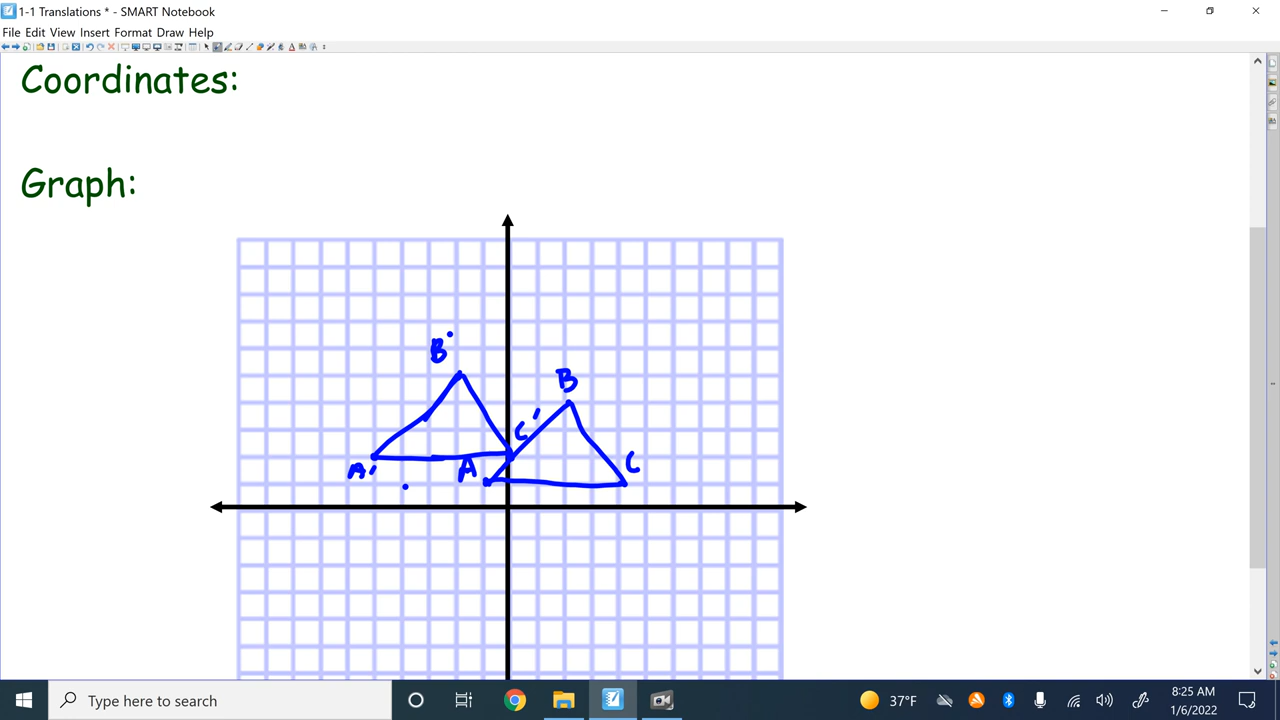 1-1 Translations * - SMART Notebook
File Edit View Insert Format Draw Help
Coordinates:
Graph:
B'
B
C'
A'
A
C
Type here to search
37°F
8:25 AM
1/6/2022